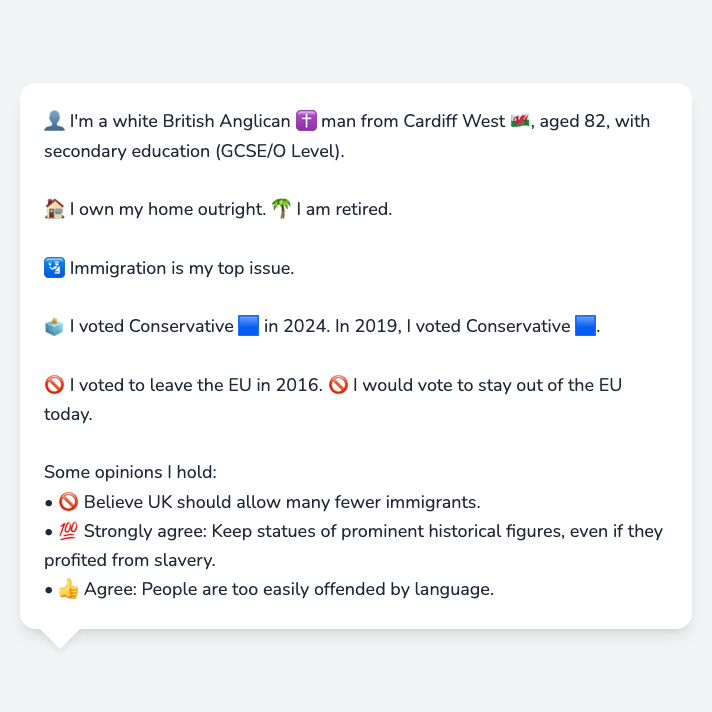 👤 I'm a white British Anglican ✝️ man from Cardiff West 🏴󠁧󠁢󠁷󠁬󠁳󠁿, aged 82, with
secondary education (GCSE/O Level).
🏠 I own my home outright. 🌴 I am retired.
🛂 Immigration is my top issue.
🗳️ I voted Conservative 🟦 in 2024. In 2019, I voted Conservative 🟦.
🚫 I voted to leave the EU in 2016. 🚫 I would vote to stay out of the EU
today.
Some opinions I hold:
• 🚫 Believe UK should allow many fewer immigrants.
• 💯 Strongly agree: Keep statues of prominent historical figures, even if they
profited from slavery.
• 👍 Agree: People are too easily offended by language.